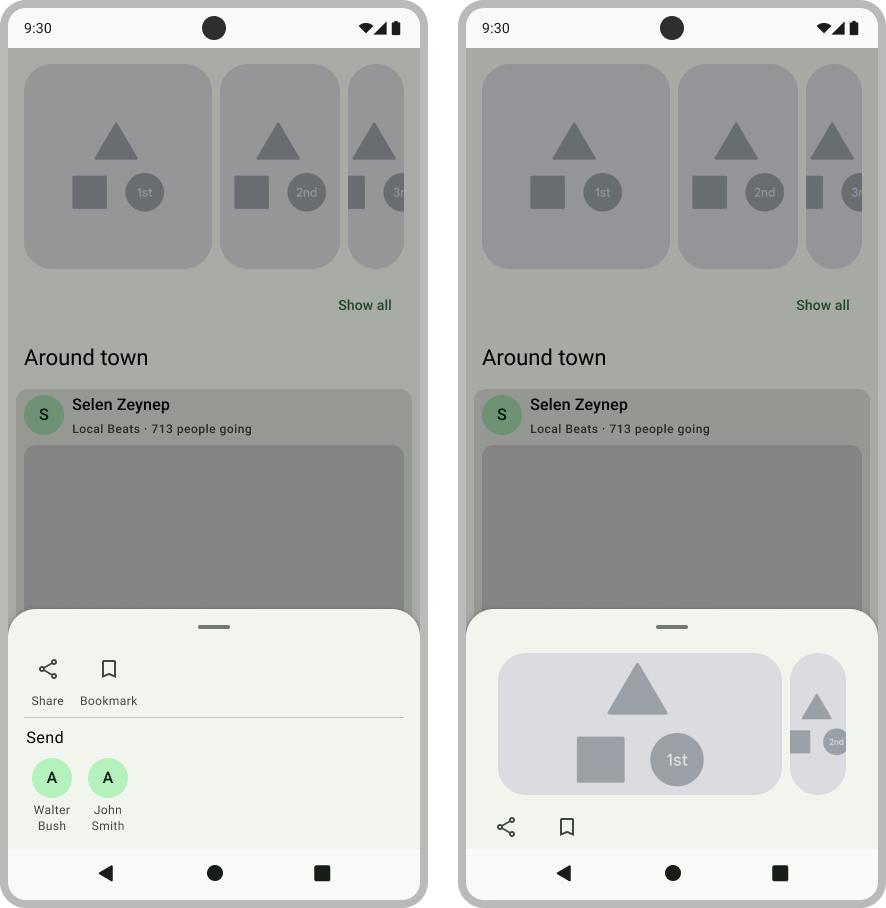 9:30
1st
2nd
3r
Show all
Around town
S
Selen Zeynep
Local Beats · 713 people going
Share
Bookmark
Send
A
A
Walter
Bush
John
Smith
9:30
1st
2nd
3r
Show all
Around town
S
Selen Zeynep
Local Beats · 713 people going
1st
2nd